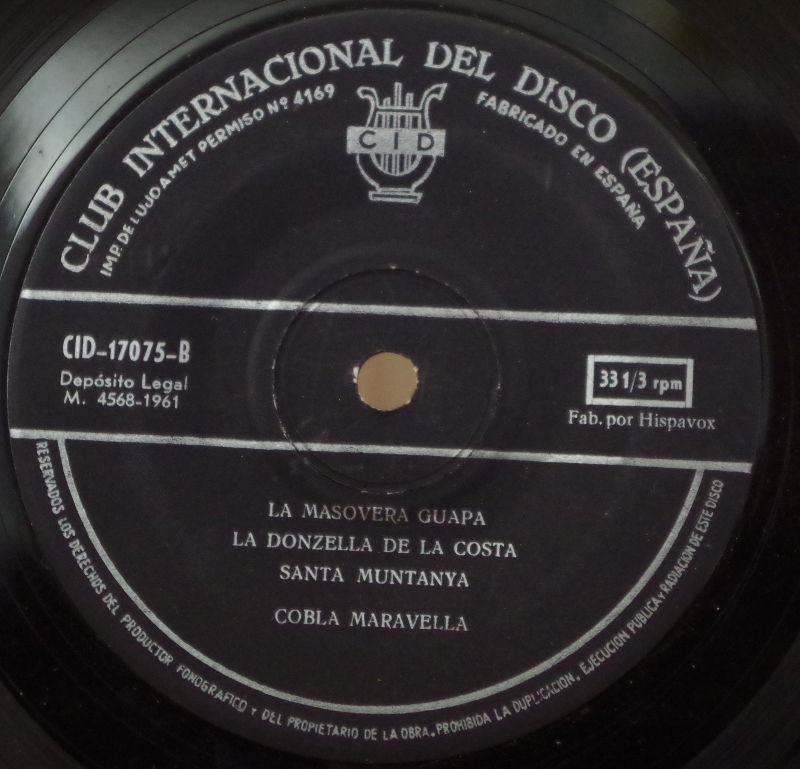 CLUB INTERNACIONAL DEL DISCO (ESPAÑA)
IMP. DE LUJO AMET PERMISO Nº 4169
FABRICADO EN ESPAÑA
CID
CID-17075-B
Depósito Legal
M. 4568-1961
33 1/3 rpm
Fab. por Hispavox
LA MASOVERA GUAPA
LA DONZELLA DE LA COSTA
SANTA MUNTANYA
COBLA MARAVELLA
RESERVADOS LOS DERECHOS DEL PRODUCTOR FONOGRAFICO Y DEL PROPIETARIO DE LA OBRA. PROHIBIDA LA DUPLICACION, EJECUCION PUBLICA Y RADIACION DE ESTE DISCO